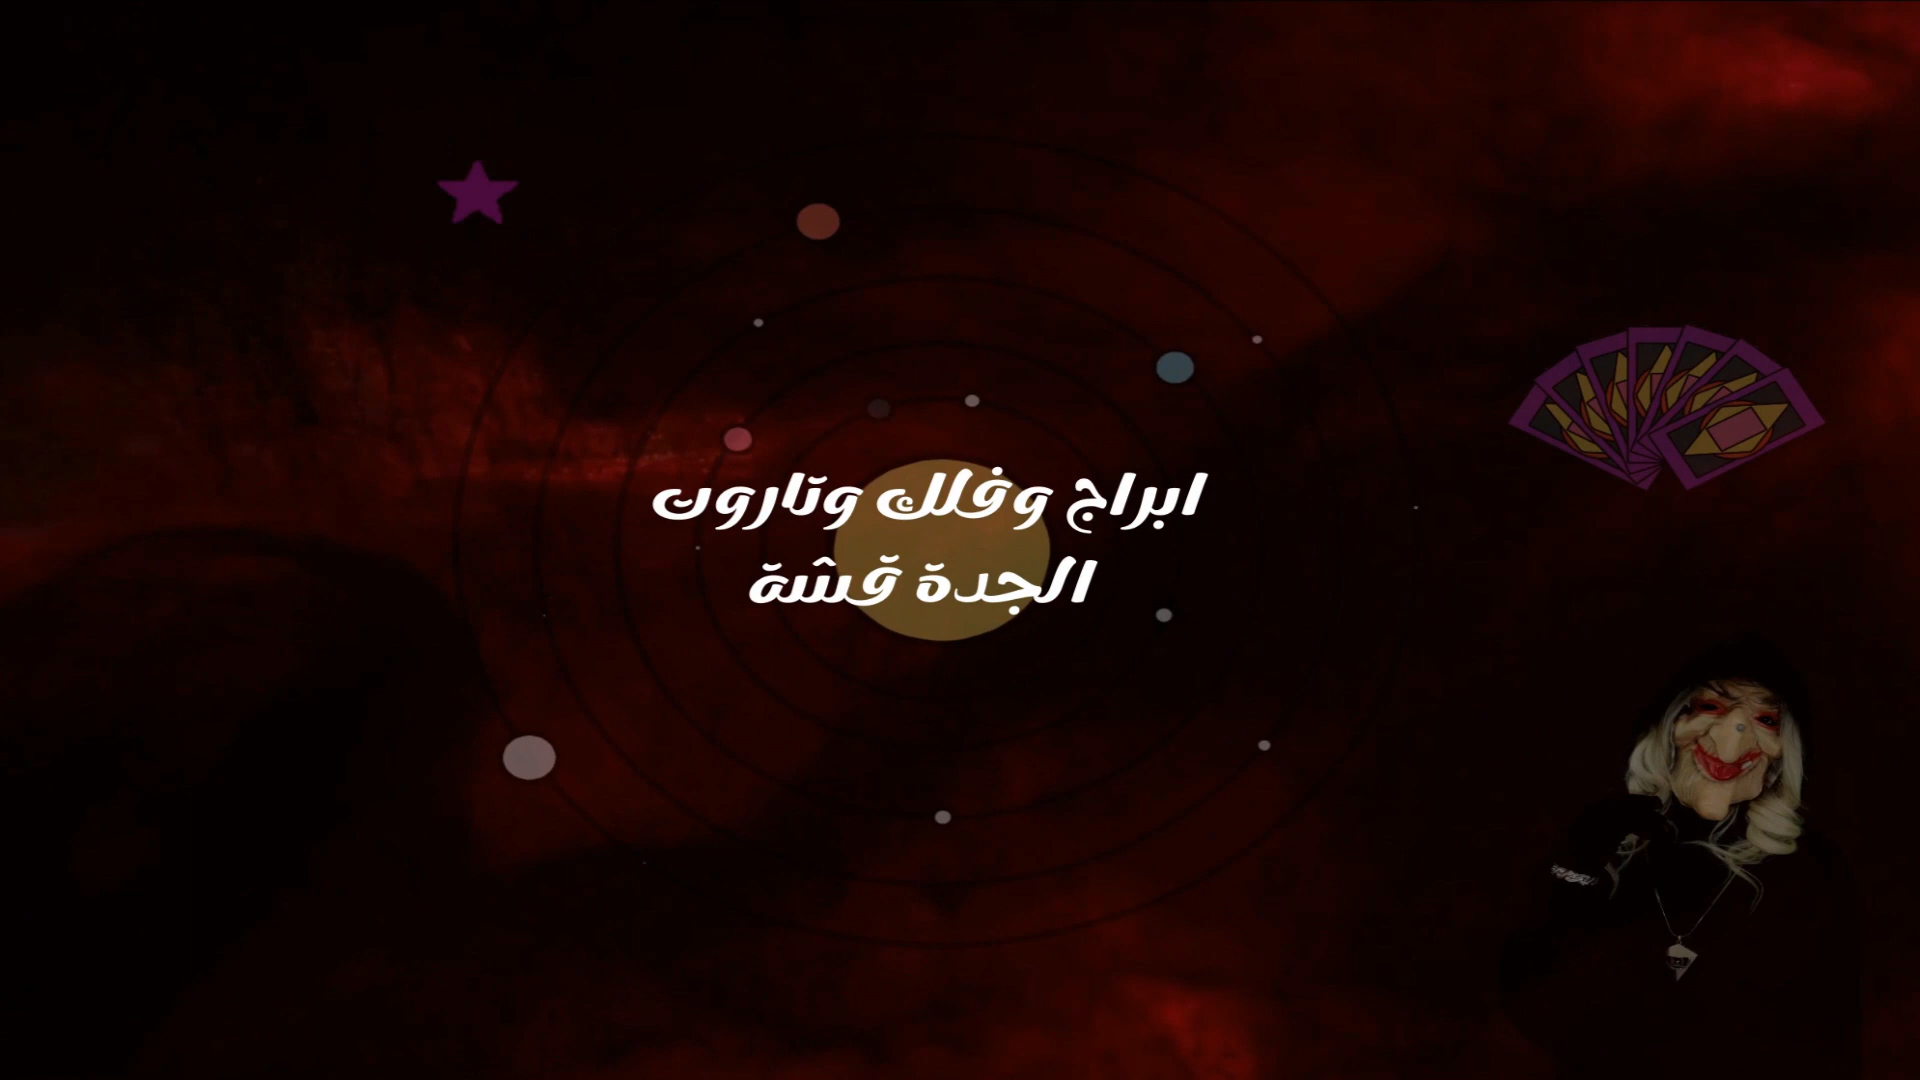 ابراج وفلك وتاروت
الجدة قشة